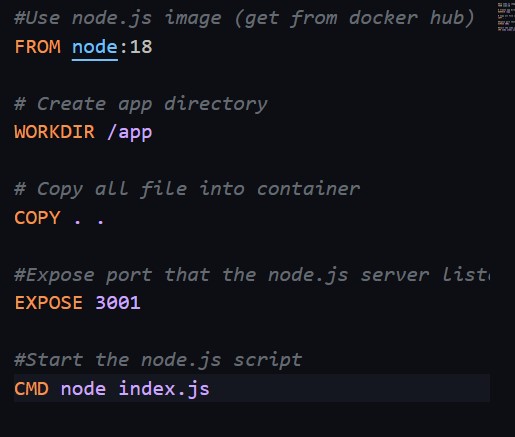 #Use node.js image (get from docker hub)
FROM node:18
# Create app directory
WORKDIR /app
# Copy all file into container
COPY . .
#Expose port that the node.js server
EXPOSE 3001
#Start the node.js script
CMD node index.js